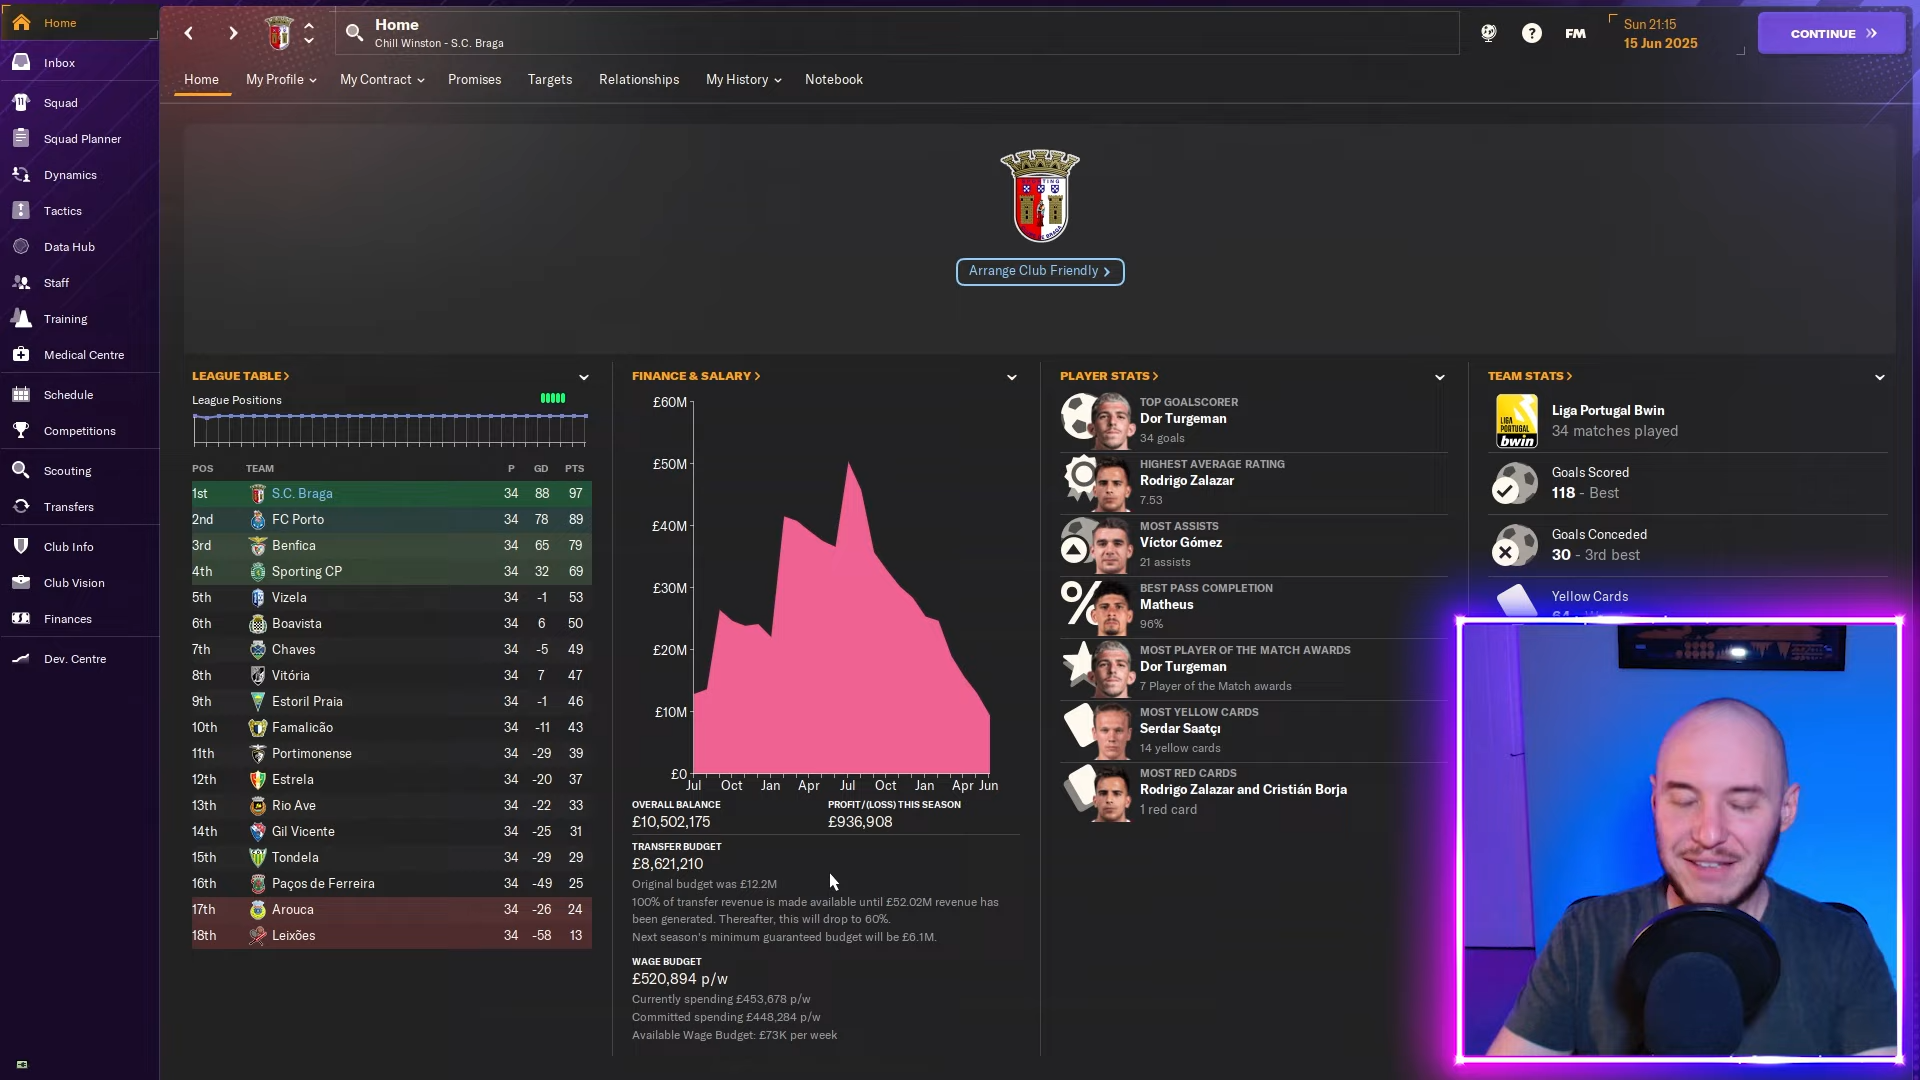 Home
Inbox
Squad
Squad Planner
Dynamics
Tactics
Data Hub
Staff
Training
Medical Centre
Schedule
Competitions
Scouting
Transfers
Club Info
Club Vision
Finances
Dev. Centre
Home
Chill Winston - S.C. Braga
FM
Sun 21:15
15 Jun 2025
CONTINUE
Home My Profile My Contract Promises Targets Relationships My History Notebook
Arrange Club Friendly
LEAGUE TABLE
League Positions
POS TEAM P GD PTS
1st S.C. Braga 34 88 97
2nd FC Porto 34 78 89
3rd Benfica 34 65 79
4th Sporting CP 34 32 69
5th Vizela 34 -1 53
6th Boavista 34 6 50
7th Chaves 34 -5 49
8th Vitória 34 7 47
9th Estoril Praia 34 -1 46
10th Famalicão 34 -11 43
11th Portimonense 34 -29 39
12th Estrela 34 -20 37
13th Rio Ave 34 -22 33
14th Gil Vicente 34 -25 31
15th Tondela 34 -29 29
16th Paços de Ferreira 34 -49 25
17th Arouca 34 -26 24
18th Leixões 34 -58 13
FINANCE & SALARY
£60M
£50M
£40M
£30M
£20M
£10M
£0
Jul Oct Jan Apr Jul Oct Jan Apr Jun
OVERALL BALANCE PROFIT/(LOSS) THIS SEASON
£10,502,175 £936,908
TRANSFER BUDGET
£8,621,210
Original budget was £12.2M
100% of transfer revenue is made available until £52.02M revenue has
been generated. Thereafter, this will drop to 60%.
Next season's minimum guaranteed budget will be £6.1M.
WAGE BUDGET
£520,894 p/w
Currently spending £453,678 p/w
Committed spending £448,284 p/w
Available Wage Budget: £73K per week
PLAYER STATS
TOP GOALSCORER
Dor Turgeman
34 goals
HIGHEST AVERAGE RATING
Rodrigo Zalazar
7.53
MOST ASSISTS
Víctor Gómez
21 assists
BEST PASS COMPLETION
Matheus
96%
MOST PLAYER OF THE MATCH AWARDS
Dor Turgeman
7 Player of the Match awards
MOST YELLOW CARDS
Serdar Saatçı
14 yellow cards
MOST RED CARDS
Rodrigo Zalazar and Cristián Borja
1 red card
TEAM STATS
LIGA
PORTUGAL
bwin
Liga Portugal Bwin
34 matches played
Goals Scored
118 - Best
Goals Conceded
30 - 3rd best
Yellow Cards